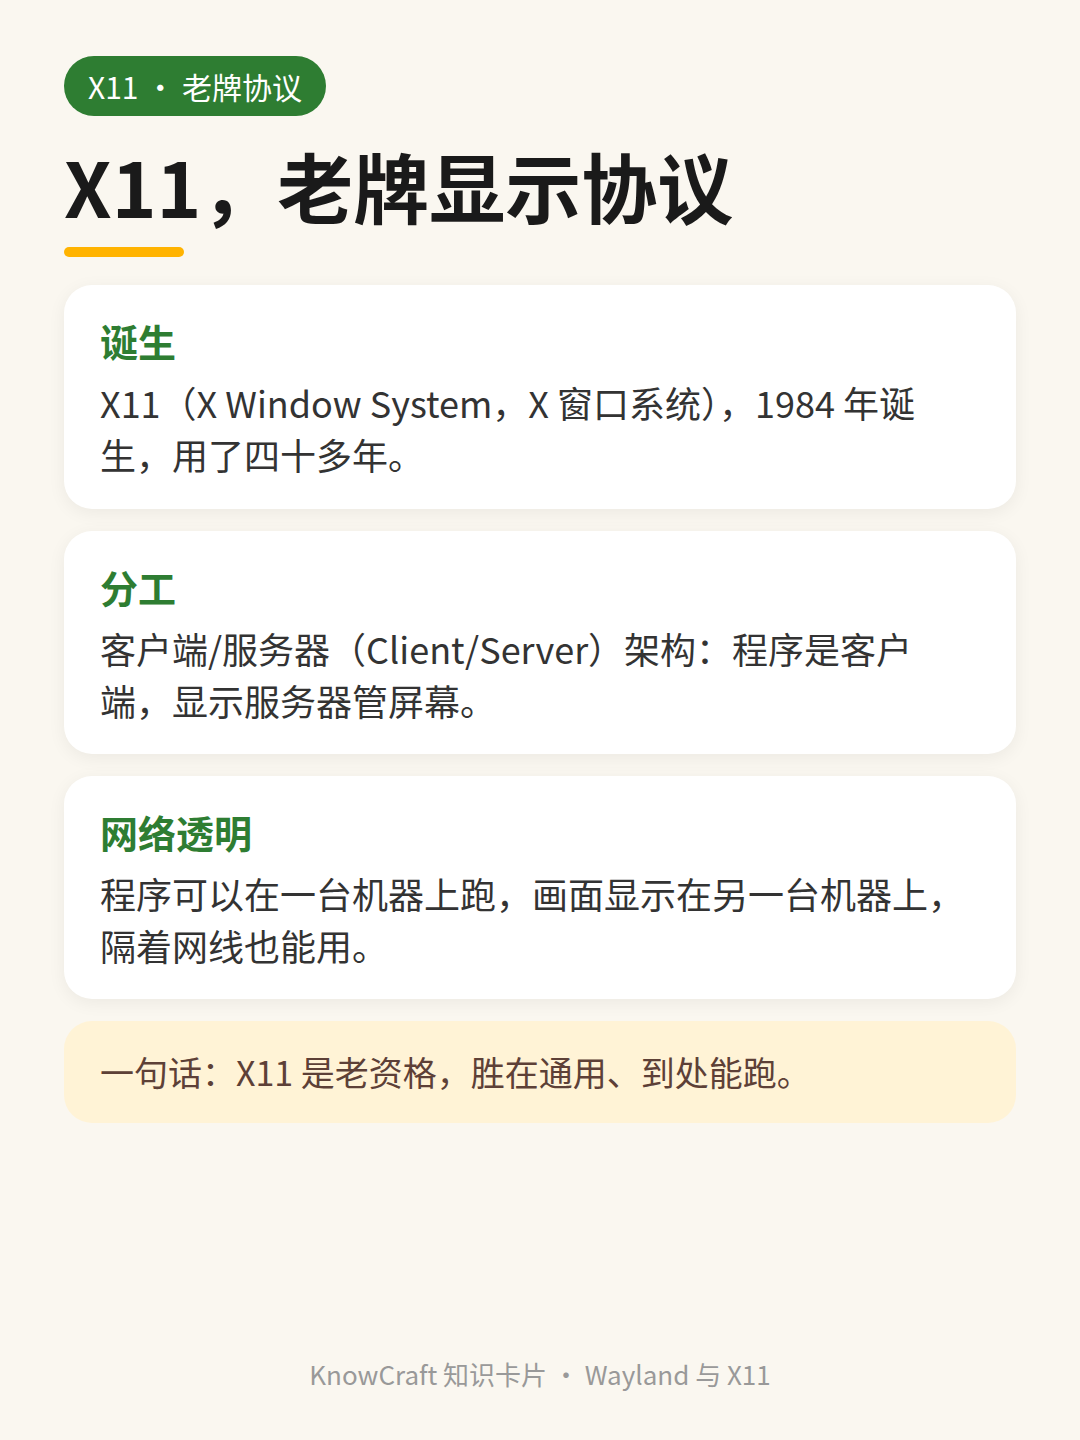 X11 · 老牌协议
X11，老牌显示协议
诞生
X11（X Window System，X 窗口系统），1984 年诞
生，用了四十多年。
分工
客户端/服务器（Client/Server）架构：程序是客户
端，显示服务器管屏幕。
网络透明
程序可以在一台机器上跑，画面显示在另一台机器上，
隔着网线也能用。
一句话：X11 是老资格，胜在通用、到处能跑。
KnowCraft 知识卡片 · Wayland 与 X11